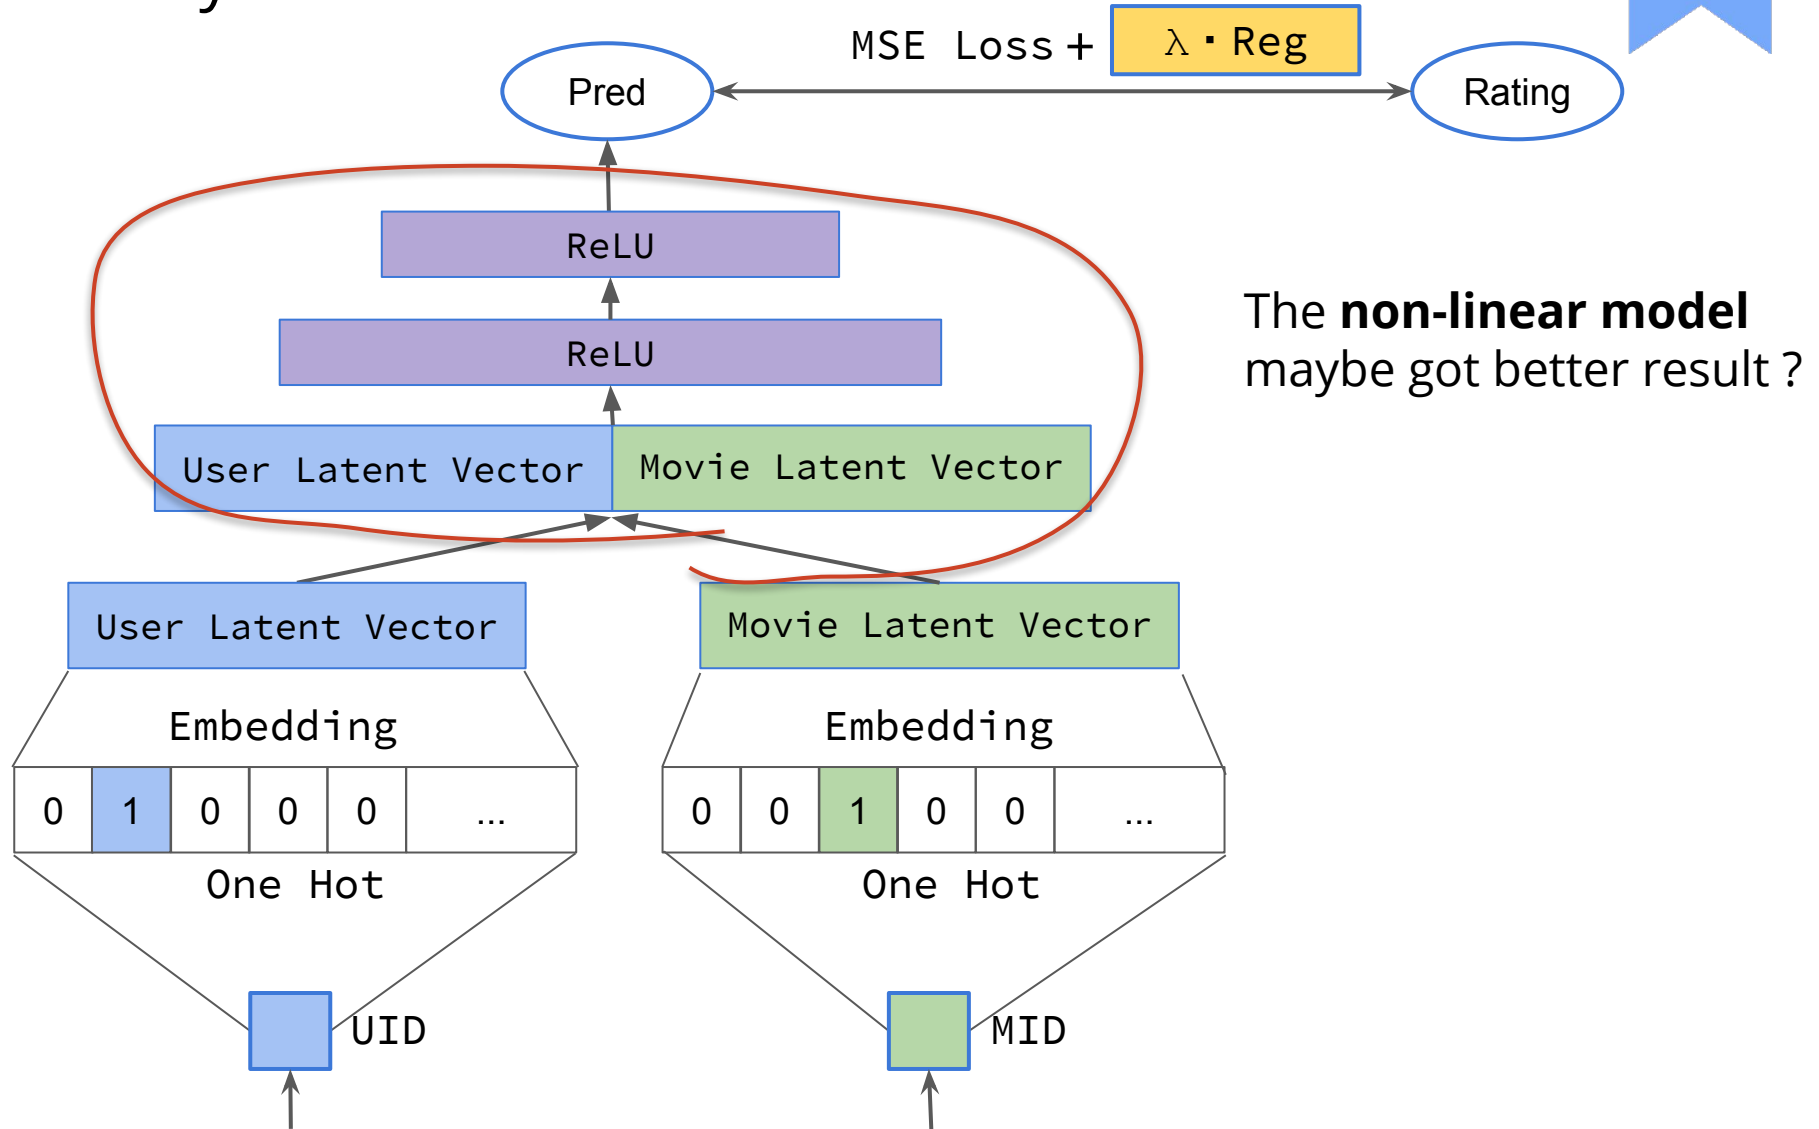 MSE Loss + λ · Reg
Pred
Rating
ReLU
The non-linear model
ReLU
maybe got better result ?
User Latent Vector
Movie Latent Vector
User Latent Vector
Movie Latent Vector
Embedding
Embedding
0 1 0 0 0 ...
0 0 1 0 0 ...
One Hot
One Hot
UID
MID